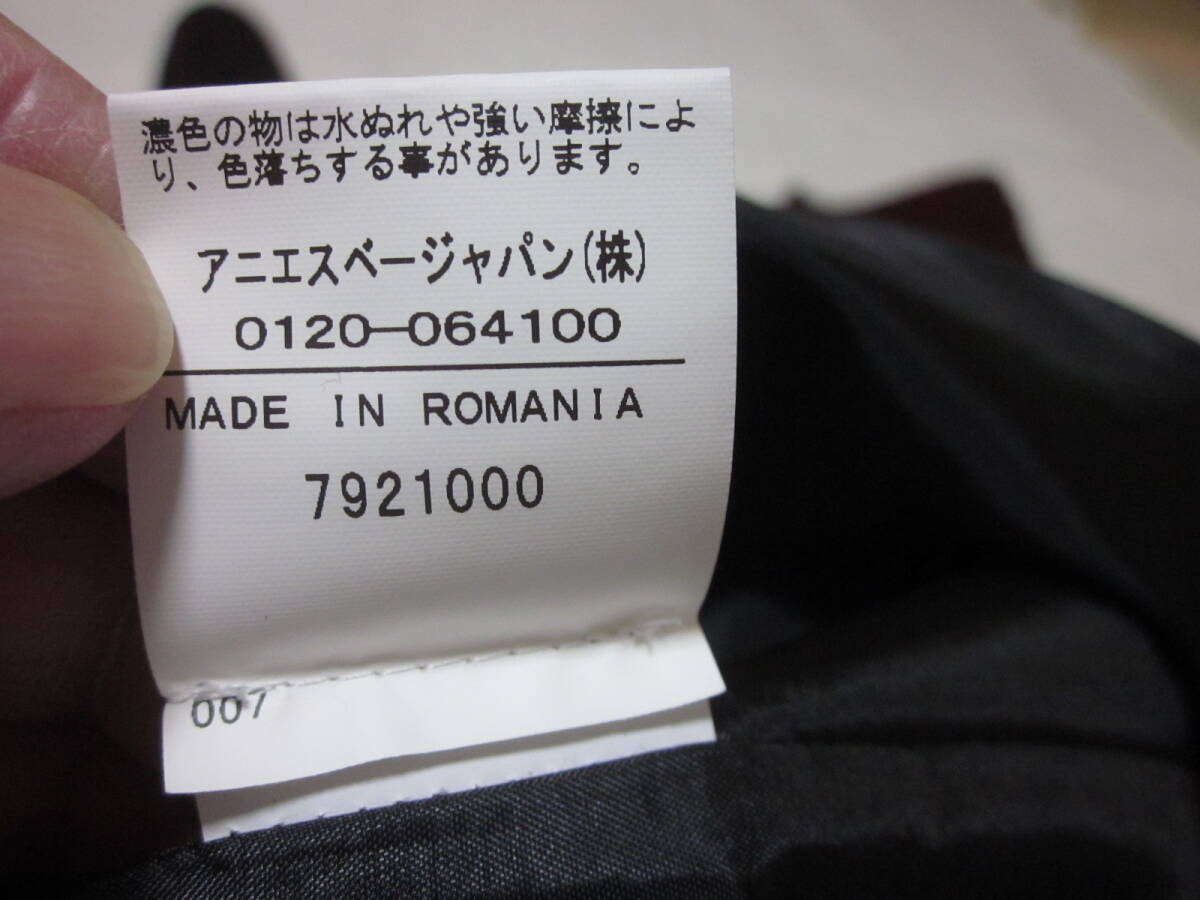 濃色の物は水ぬれや強い摩擦によ
り、色落ちする事があります。
アニエスベージャパン(株)
0120-064100
MADE IN ROMANIA
7921000
007